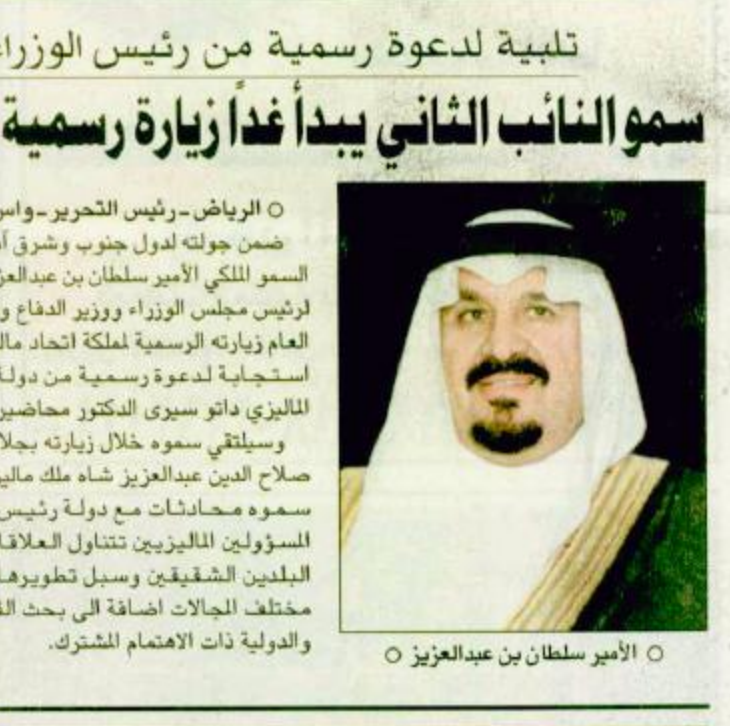 تلبية لدعوة رسمية من رئيس الوزرا
سمو النائب الثاني يبدأ غداً زيارة رسمية
○ الرياض - رئيس التحرير - واس
ضمن جولته لدول جنوب وشرق آ
السمو الملكي الأمير سلطان بن عبدالعز
لرئيس مجلس الوزراء ووزير الدفاع و
العام زيارته الرسمية لمملكة اتحاد مال
استجابة لدعوة رسمية من دولة
الماليزي داتو سيرى الدكتور محاضير
وسيلتقي سموه خلال زيارته بجلا
صلاح الدين عبدالعزيز شاه ملك مالي
سموه محادثات مع دولة رئيس
المسؤولين الماليزيين تتناول العلاقا
البلدين الشقيقين وسبل تطويرها
مختلف المجالات اضافة الى بحث ال
والدولية ذات الاهتمام المشترك.
○ الأمير سلطان بن عبدالعزيز ○